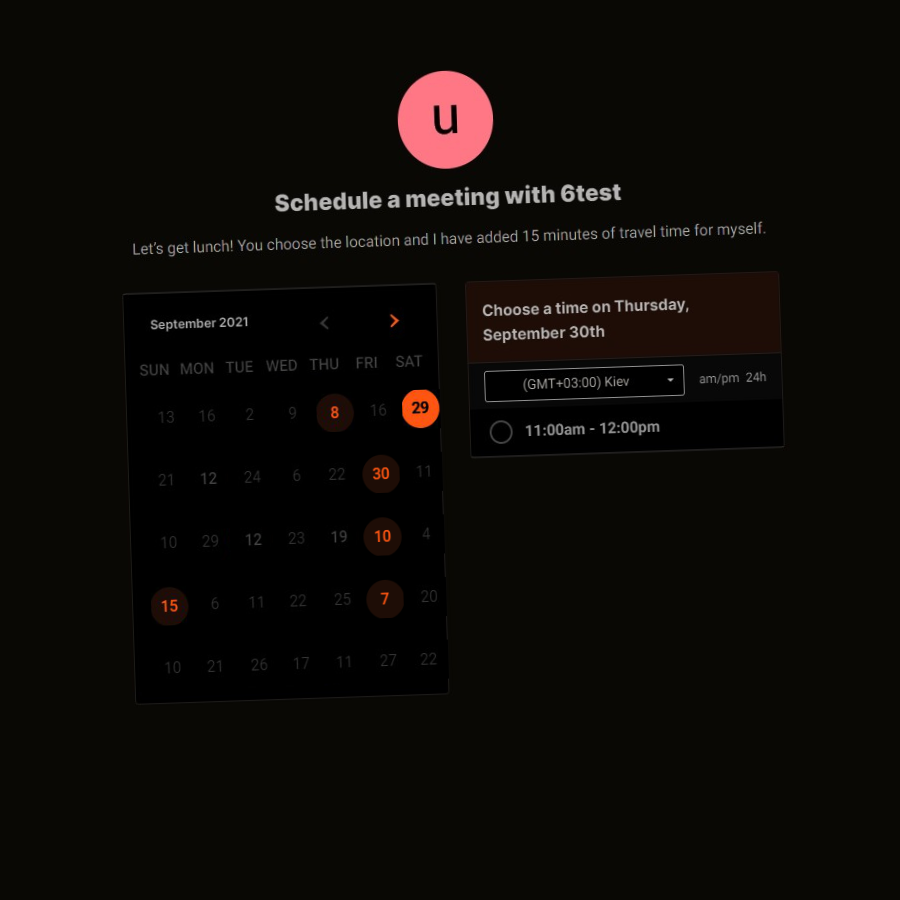 u
Schedule a meeting with 6test
Let's get lunch! You choose the location and I have added 15 minutes of travel time for myself.
September 2021
SUN MON TUE WED THU FRI SAT
13 16 2 9 8 16 29
21 12 24 6 22 30 11
10 29 12 23 19 10 4
15 6 11 22 25 7 20
10 21 26 17 11 27 22
Choose a time on Thursday,
September 30th
(GMT+03:00) Kiev am/pm 24h
11:00am - 12:00pm